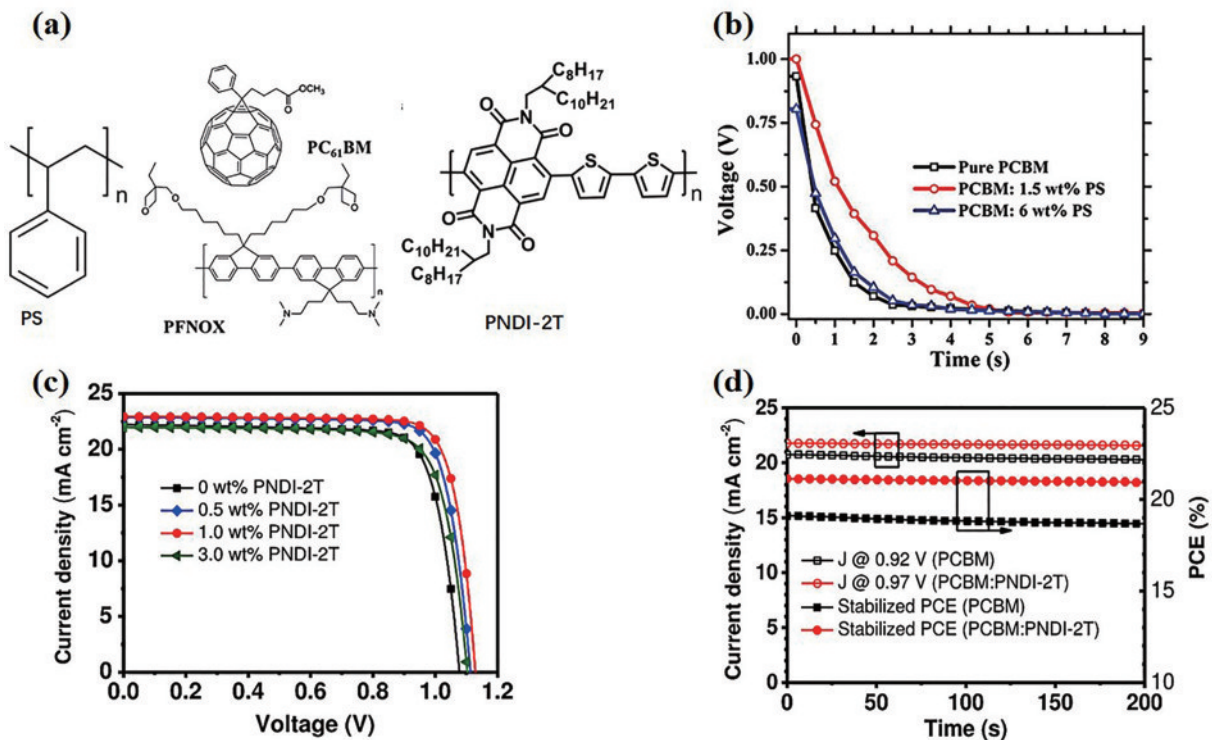 (a)
C8H17
C10H21
OCH3
O
PC61BM
O
N
O
S
S
n
n
O
O
O
O
O
N
O
C10H21
C8H17
n
N
N
PS
PFNOX
PNDI-2T
(b)
1.00
0.75
0.50
0.25
0.00
Voltage (V)
Pure PCBM
PCBM: 1.5 wt% PS
PCBM: 6 wt% PS
0 1 2 3 4 5 6 7 8 9
Time (s)
(c)
25
20
15
10
5
0
Current density (mA cm⁻²)
0 wt% PNDI-2T
0.5 wt% PNDI-2T
1.0 wt% PNDI-2T
3.0 wt% PNDI-2T
0.0 0.2 0.4 0.6 0.8 1.0 1.2
Voltage (V)
(d)
25
20
15
10
5
0
Current density (mA cm⁻²)
J @ 0.92 V (PCBM)
J @ 0.97 V (PCBM:PNDI-2T)
Stabilized PCE (PCBM)
Stabilized PCE (PCBM:PNDI-2T)
25
20
15
10
PCE (%)
0 50 100 150 200
Time (s)